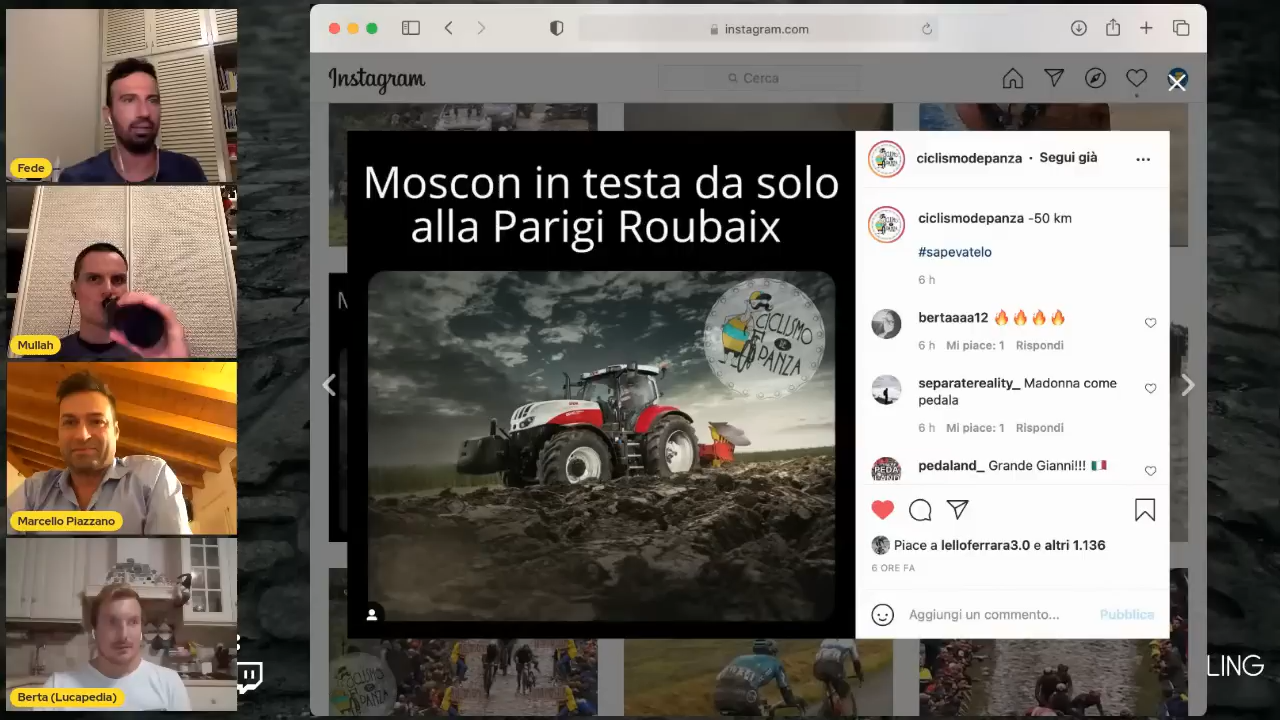 Fede
Mullah
Marcello Piazzano
Berta (Lucapedia)
instagram.com
Instagram
Cerca
Moscon in testa da solo
alla Parigi Roubaix
CICLISMO
DE
PANZA
ciclismodepanza • Segui già
ciclismodepanza -50 km
#sapevatelo
6 h
bertaaaa12 🔥🔥🔥🔥
6 h Mi piace: 1 Rispondi
separatereality_ Madonna come
pedala
6 h Mi piace: 1 Rispondi
PEDA
pedaland_ Grande Gianni!!! 🇮🇹
Piace a lelloferrara3.0 e altri 1.136
6 ORE FA
Aggiungi un commento... Pubblica
LING